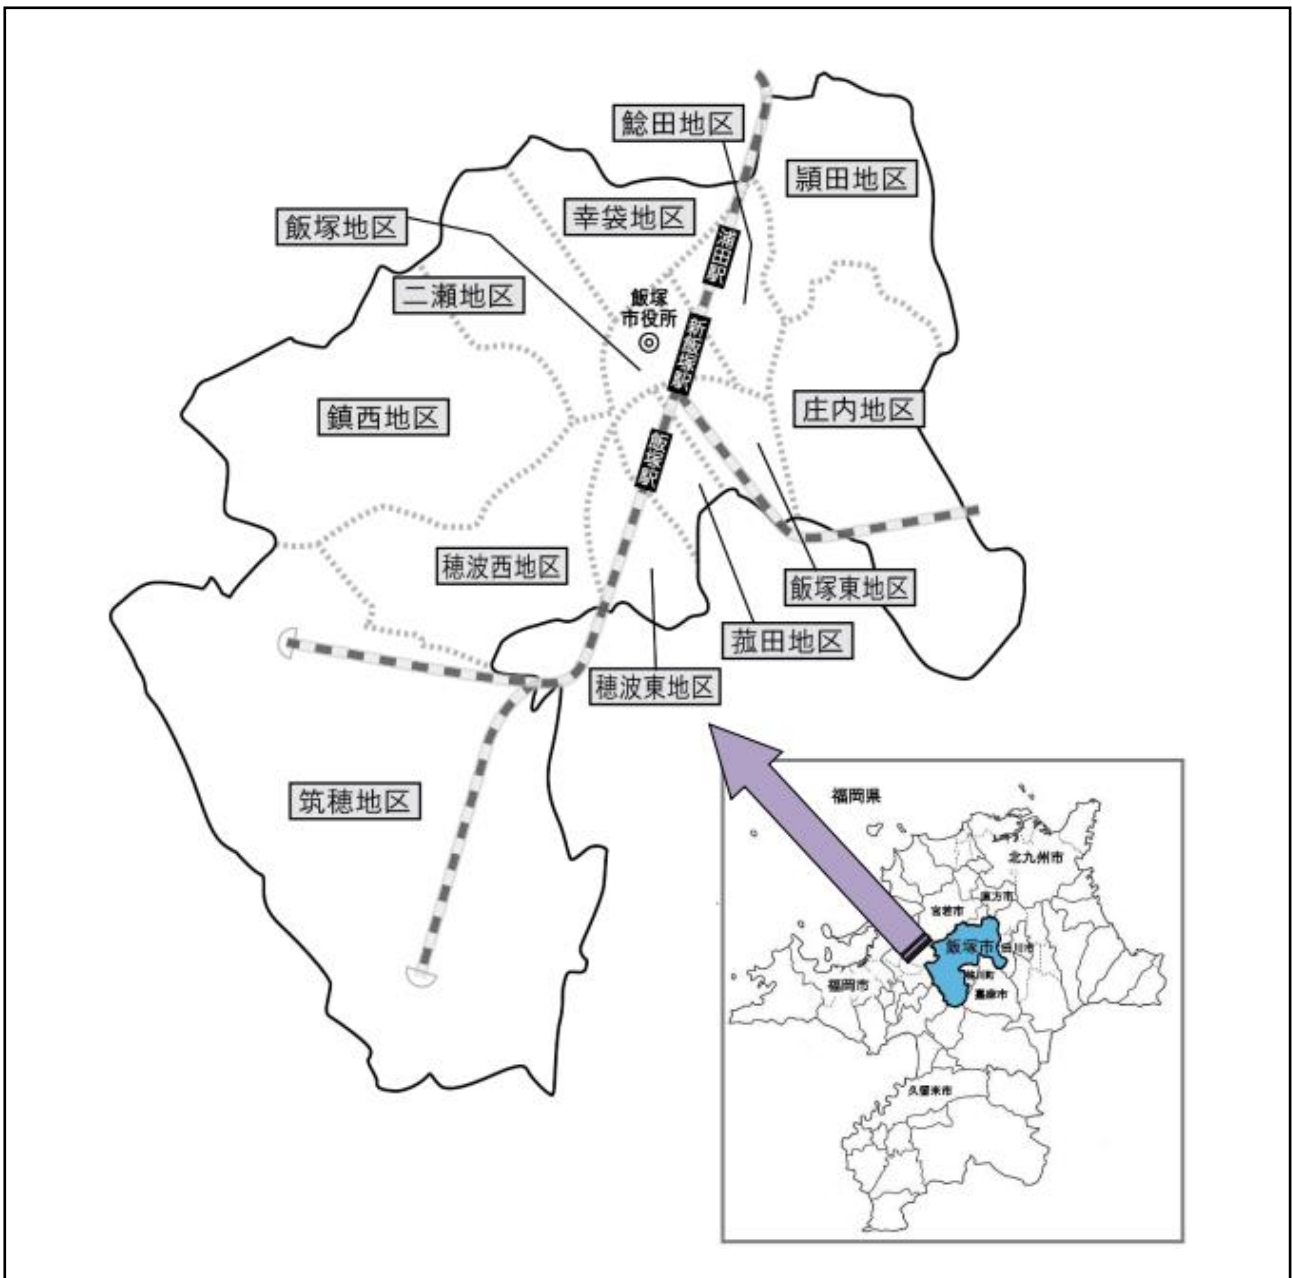 鯰田地区
頴田地区
飯塚地区
幸袋地区
浦田駅
二瀬地区
飯塚
市役所
新飯塚駅
鎮西地区
庄内地区
飯塚駅
穂波西地区
飯塚東地区
菰田地区
穂波東地区
筑穂地区
福岡県
北九州市
直方市
宮若市
飯塚市
田川市
桂川町
嘉麻市
福岡市
久留米市